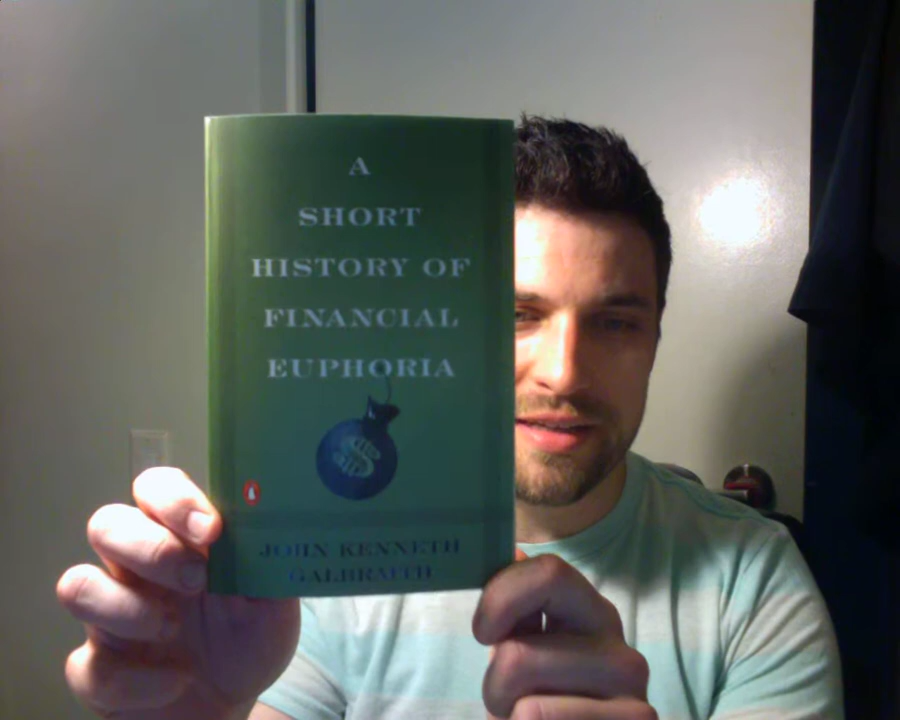 A
SHORT
HISTORY OF
FINANCIAL
EUPHORIA
$
JOHN KENNETH
GALBRAITH